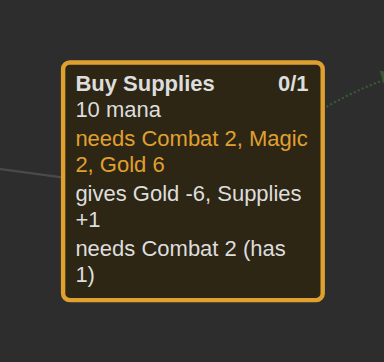 Buy Supplies 0/1
10 mana
needs Combat 2, Magic
2, Gold 6
gives Gold -6, Supplies
+1
needs Combat 2 (has
1)